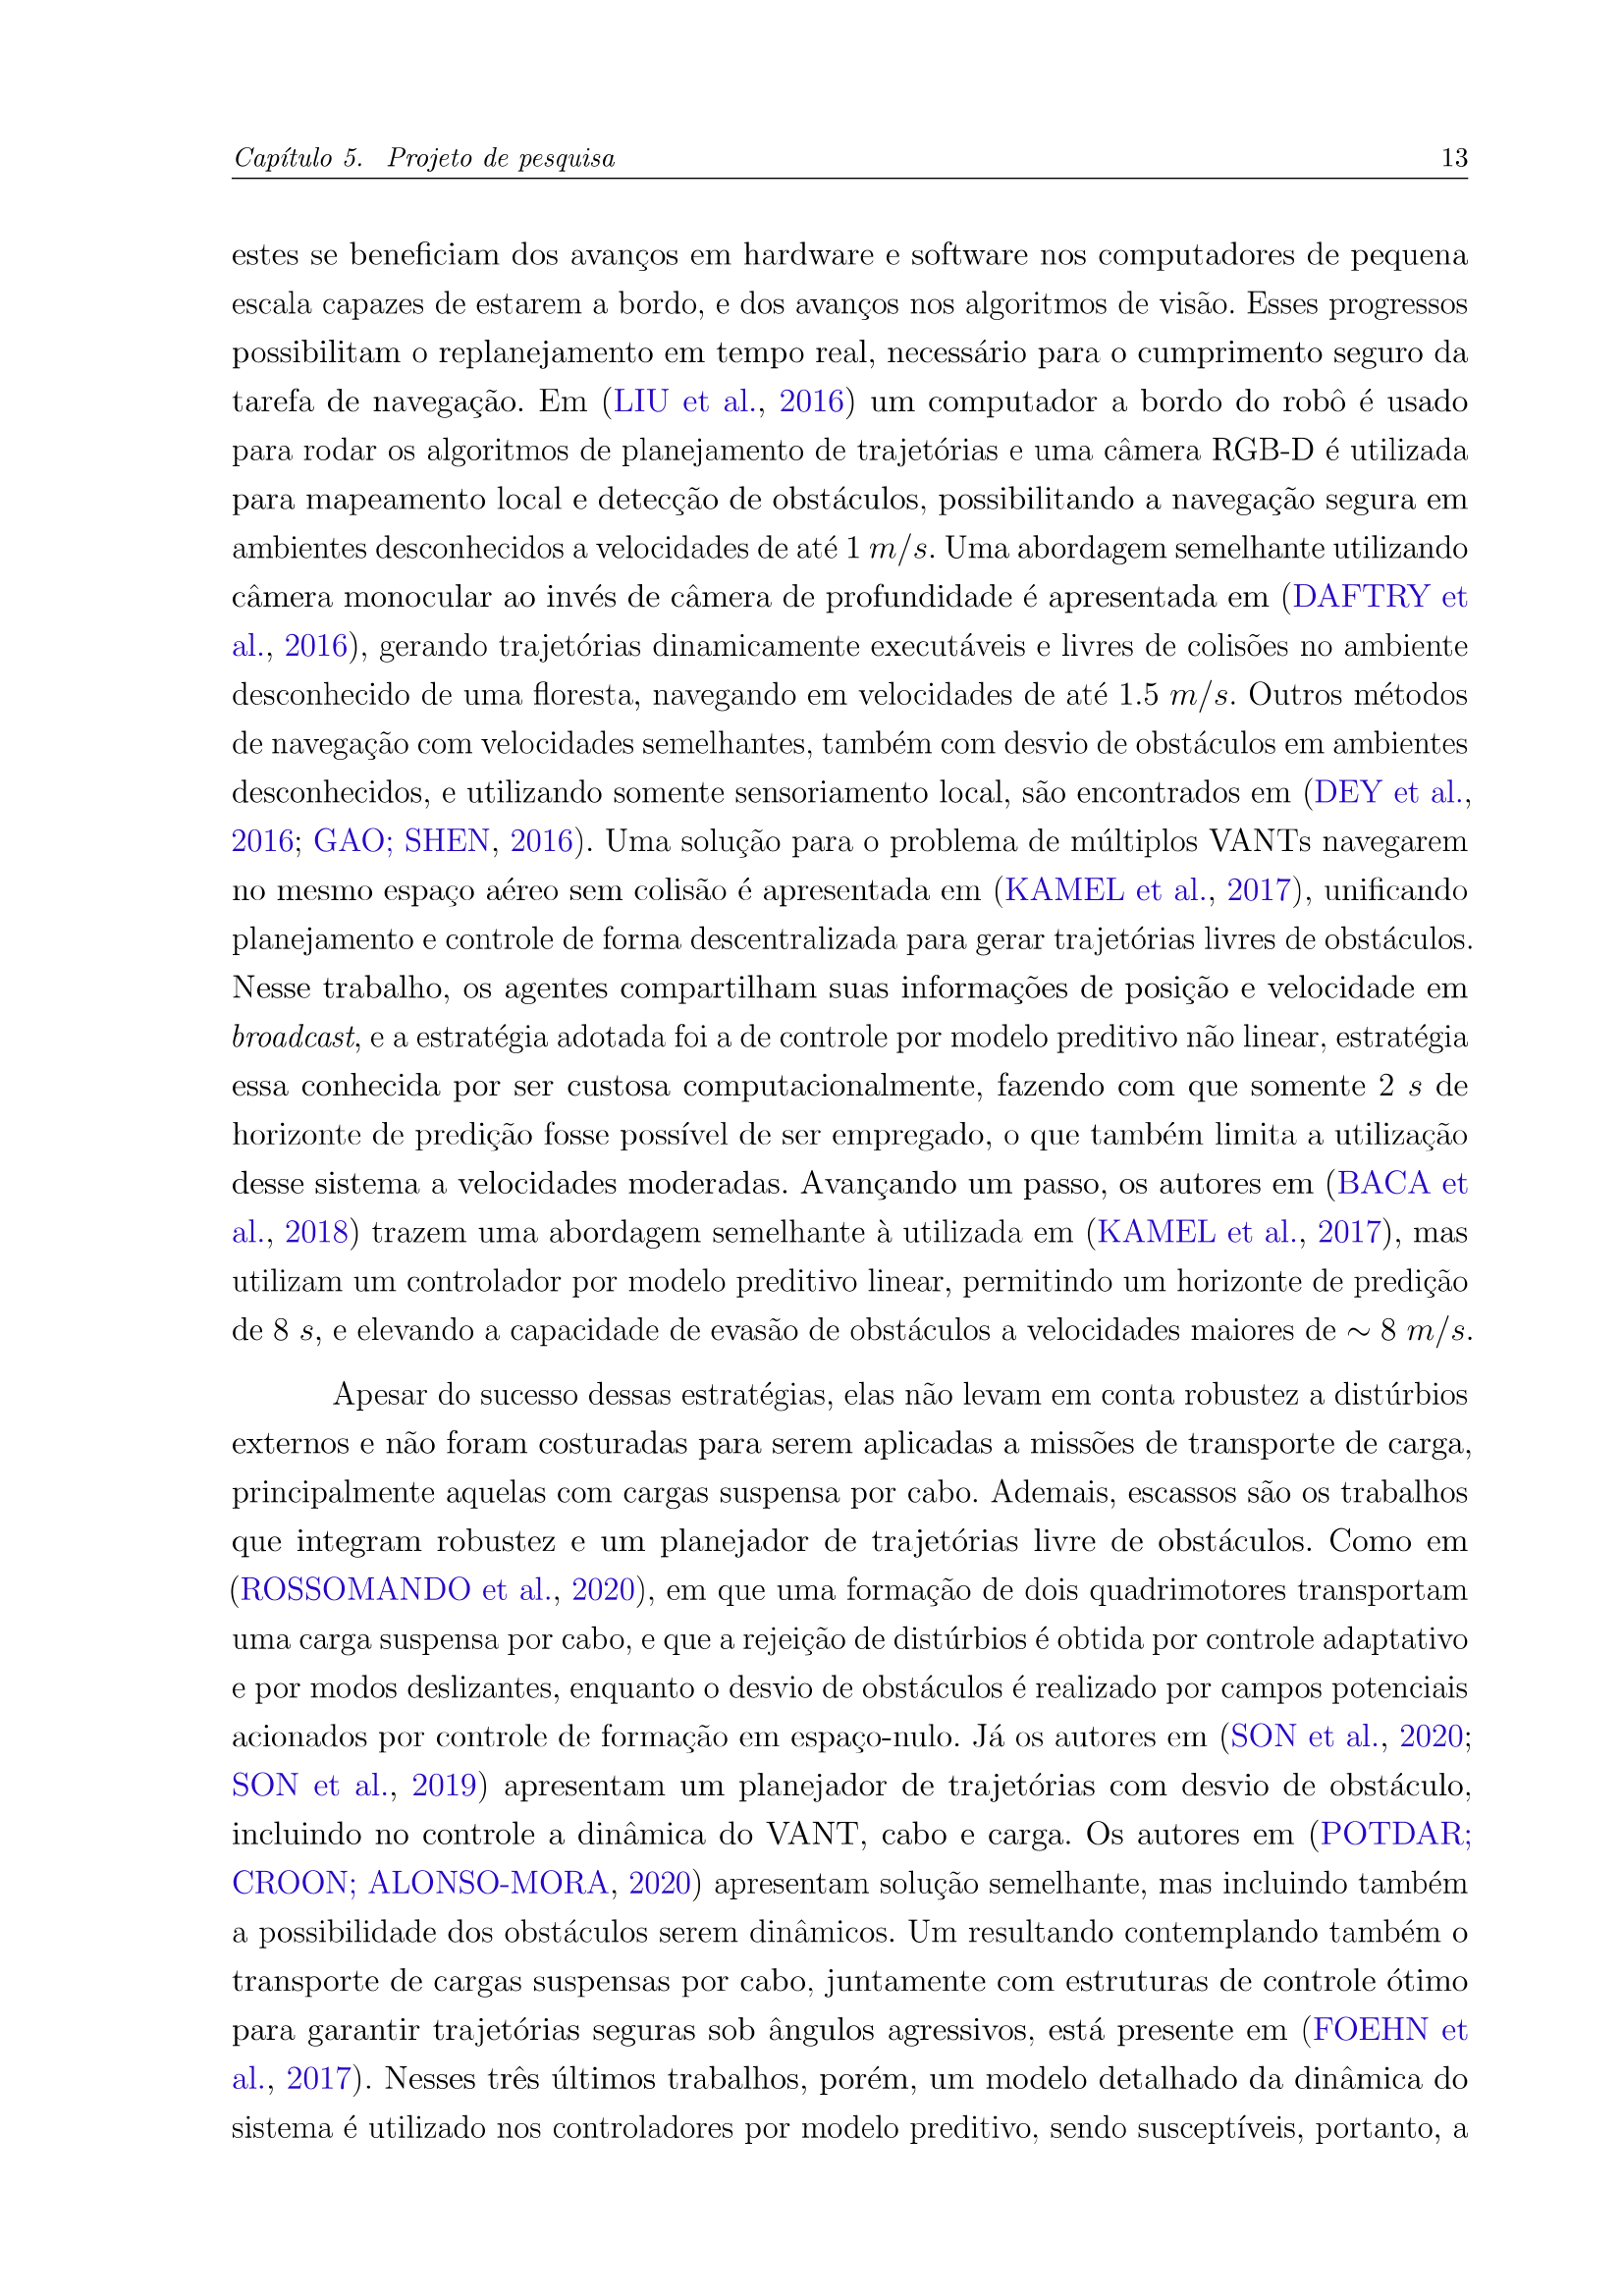 Capítulo 5. Projeto de pesquisa 13
estes se beneficiam dos avanços em hardware e software nos computadores de pequena
escala capazes de estarem a bordo, e dos avanços nos algoritmos de visão. Esses progressos
possibilitam o replanejamento em tempo real, necessário para o cumprimento seguro da
tarefa de navegação. Em (LIU et al., 2016) um computador a bordo do robô é usado
para rodar os algoritmos de planejamento de trajetórias e uma câmera RGB-D é utilizada
para mapeamento local e detecção de obstáculos, possibilitando a navegação segura em
ambientes desconhecidos a velocidades de até 1 m/s. Uma abordagem semelhante utilizando
câmera monocular ao invés de câmera de profundidade é apresentada em (DAFTRY et
al., 2016), gerando trajetórias dinamicamente executáveis e livres de colisões no ambiente
desconhecido de uma floresta, navegando em velocidades de até 1.5 m/s. Outros métodos
de navegação com velocidades semelhantes, também com desvio de obstáculos em ambientes
desconhecidos, e utilizando somente sensoriamento local, são encontrados em (DEY et al.,
2016; GAO; SHEN, 2016). Uma solução para o problema de múltiplos VANTs navegarem
no mesmo espaço aéreo sem colisão é apresentada em (KAMEL et al., 2017), unificando
planejamento e controle de forma descentralizada para gerar trajetórias livres de obstáculos.
Nesse trabalho, os agentes compartilham suas informações de posição e velocidade em
broadcast, e a estratégia adotada foi a de controle por modelo preditivo não linear, estratégia
essa conhecida por ser custosa computacionalmente, fazendo com que somente 2 s de
horizonte de predição fosse possível de ser empregado, o que também limita a utilização
desse sistema a velocidades moderadas. Avançando um passo, os autores em (BACA et
al., 2018) trazem uma abordagem semelhante à utilizada em (KAMEL et al., 2017), mas
utilizam um controlador por modelo preditivo linear, permitindo um horizonte de predição
de 8 s, e elevando a capacidade de evasão de obstáculos a velocidades maiores de ∼ 8 m/s.
Apesar do sucesso dessas estratégias, elas não levam em conta robustez a distúrbios
externos e não foram costuradas para serem aplicadas a missões de transporte de carga,
principalmente aquelas com cargas suspensa por cabo. Ademais, escassos são os trabalhos
que integram robustez e um planejador de trajetórias livre de obstáculos. Como em
(ROSSOMANDO et al., 2020), em que uma formação de dois quadrimotores transportam
uma carga suspensa por cabo, e que a rejeição de distúrbios é obtida por controle adaptativo
e por modos deslizantes, enquanto o desvio de obstáculos é realizado por campos potenciais
acionados por controle de formação em espaço-nulo. Já os autores em (SON et al., 2020;
SON et al., 2019) apresentam um planejador de trajetórias com desvio de obstáculo,
incluindo no controle a dinâmica do VANT, cabo e carga. Os autores em (POTDAR;
CROON; ALONSO-MORA, 2020) apresentam solução semelhante, mas incluindo também
a possibilidade dos obstáculos serem dinâmicos. Um resultando contemplando também o
transporte de cargas suspensas por cabo, juntamente com estruturas de controle ótimo
para garantir trajetórias seguras sob ângulos agressivos, está presente em (FOEHN et
al., 2017). Nesses três últimos trabalhos, porém, um modelo detalhado da dinâmica do
sistema é utilizado nos controladores por modelo preditivo, sendo susceptíveis, portanto, a